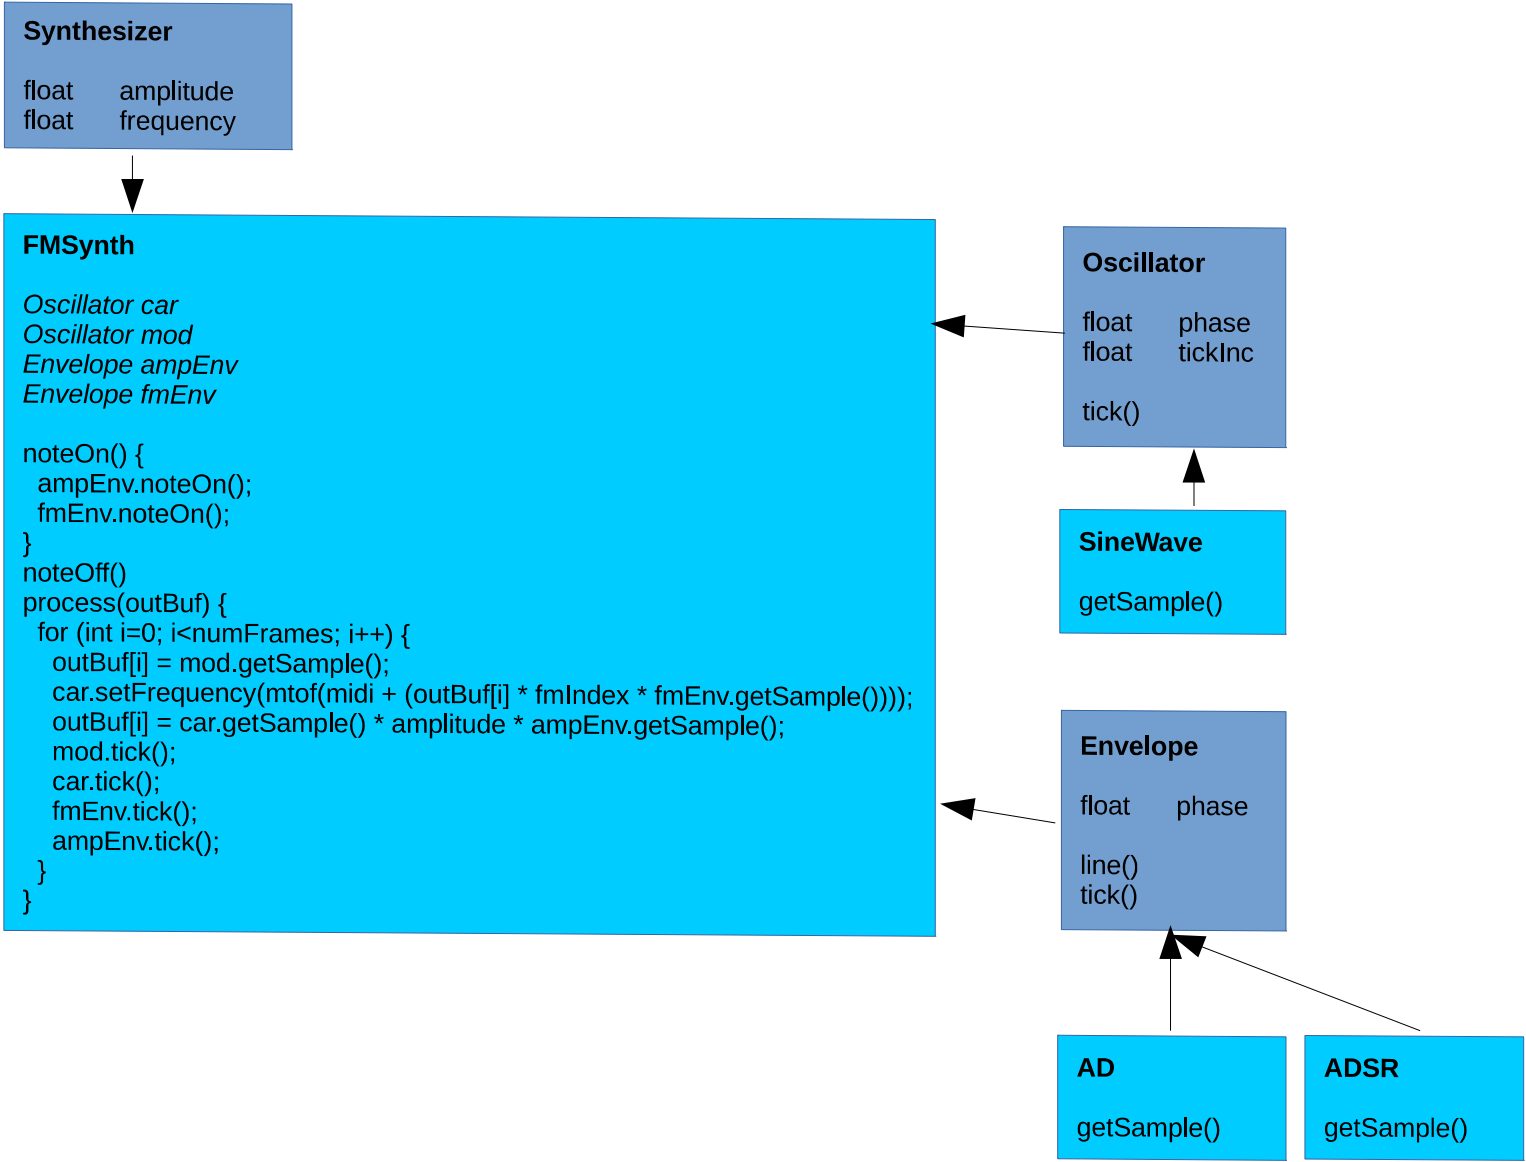 Synthesizer
float amplitude
float frequency
FMSynth
Oscillator car
Oscillator mod
Envelope ampEnv
Envelope fmEnv
noteOn() {
ampEnv.noteOn();
fmEnv.noteOn();
}
noteOff()
process(outBuf) {
for (int i=0; i<numFrames; i++) {
outBuf[i] = mod.getSample();
car.setFrequency(mtof(midi + (outBuf[i] * fmIndex * fmEnv.getSample())));
outBuf[i] = car.getSample() * amplitude * ampEnv.getSample();
mod.tick();
car.tick();
fmEnv.tick();
ampEnv.tick();
}
}
Oscillator
float phase
float tickInc
tick()
SineWave
getSample()
Envelope
float phase
line()
tick()
AD
getSample()
ADSR
getSample()